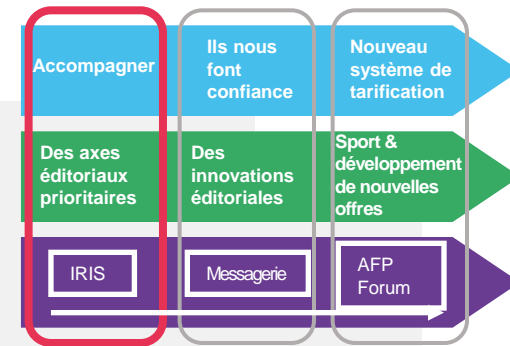 Accompagner
Ils nous
font
confiance
Nouveau
système de
tarification
Des axes
éditoriaux
prioritaires
Des
innovations
éditoriales
Sport &
développement
de nouvelles
offres
IRIS
Messagerie
AFP
Forum